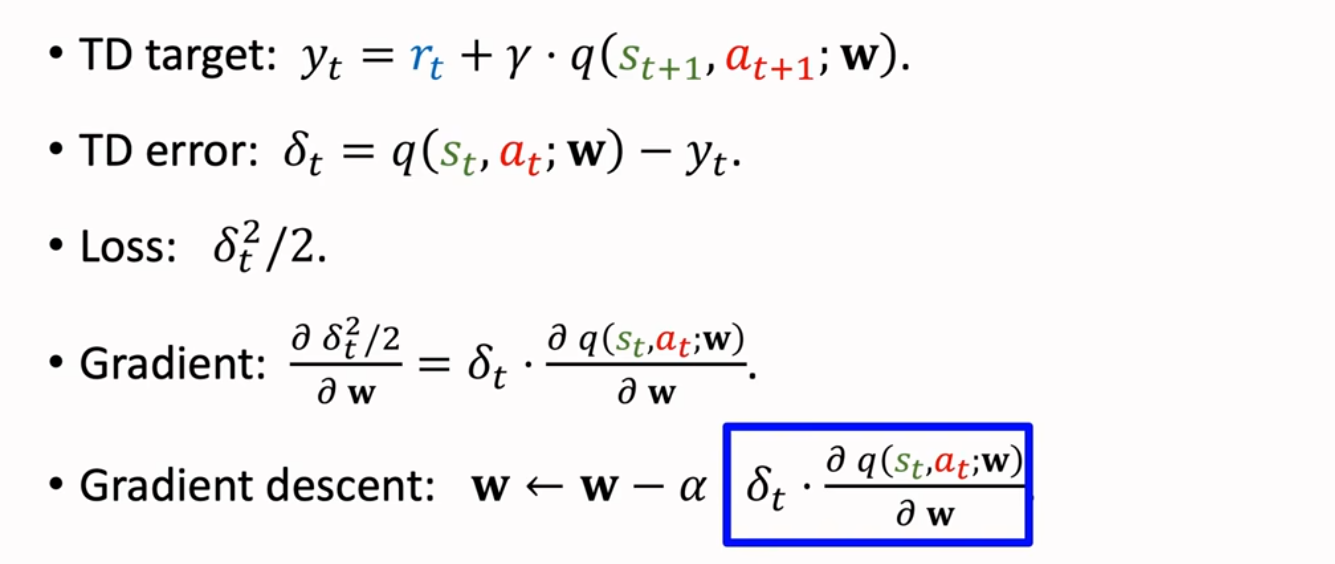 • TD target: yₜ = rₜ + γ · q(sₜ₊₁, aₜ₊₁; w).
• TD error: δₜ = q(sₜ, aₜ; w) − yₜ.
• Loss: δₜ²/2.
• Gradient: ∂ δₜ²/2 / ∂ w = δₜ · ∂ q(sₜ,aₜ;w) / ∂ w.
• Gradient descent: w ← w − α δₜ · ∂ q(sₜ,aₜ;w) / ∂ w